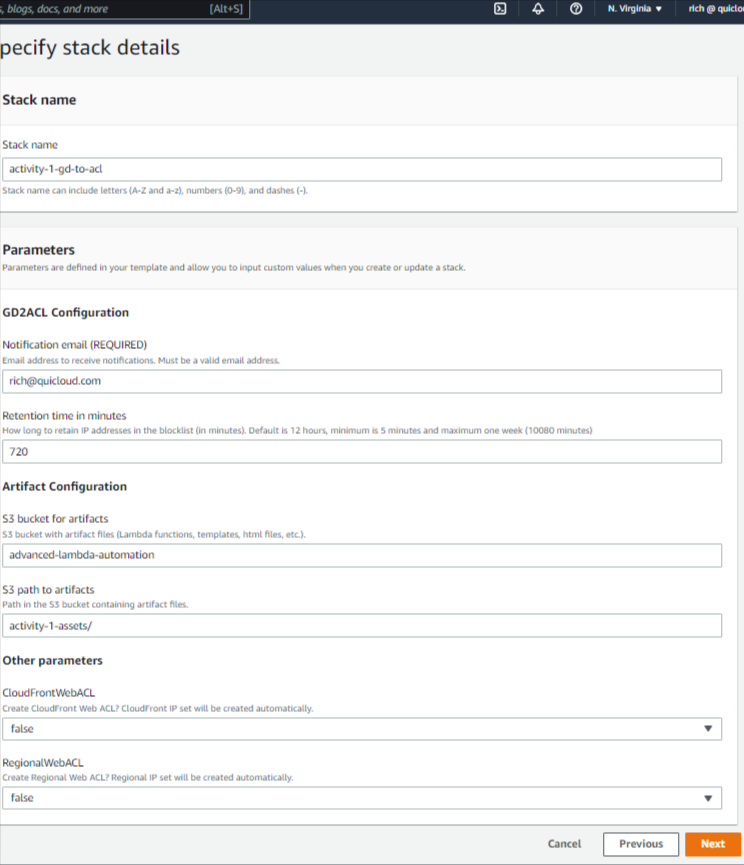 , blogs, docs, and more [Alt+S] N. Virginia ▼ rich @ quiclo
pecify stack details
Stack name
Stack name
activity-1-gd-to-acl
Stack name can include letters (A-Z and a-z), numbers (0-9), and dashes (-).
Parameters
Parameters are defined in your template and allow you to input custom values when you create or update a stack.
GD2ACL Configuration
Notification email (REQUIRED)
Email address to receive notifications. Must be a valid email address.
rich@quicloud.com
Retention time in minutes
How long to retain IP addresses in the blocklist (in minutes). Default is 12 hours, minimum is 5 minutes and maximum one week (10080 minutes)
720
Artifact Configuration
S3 bucket for artifacts
S3 bucket with artifact files (Lambda functions, templates, html files, etc.).
advanced-lambda-automation
S3 path to artifacts
Path in the S3 bucket containing artifact files.
activity-1-assets/
Other parameters
CloudFrontWebACL
Create CloudFront Web ACL? CloudFront IP set will be created automatically.
false
RegionalWebACL
Create Regional Web ACL? Regional IP set will be created automatically.
false
Cancel Previous Next